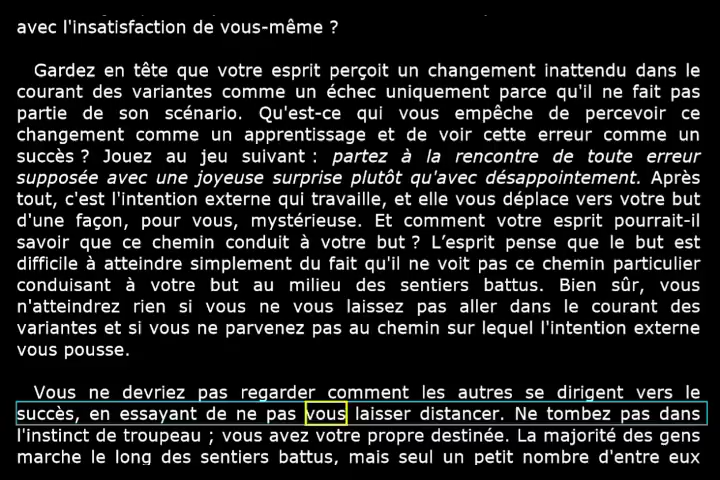 avec l'insatisfaction de vous-même ?
Gardez en tête que votre esprit perçoit un changement inattendu dans le
courant des variantes comme un échec uniquement parce qu'il ne fait pas
partie de son scénario. Qu'est-ce qui vous empêche de percevoir ce
changement comme un apprentissage et de voir cette erreur comme un
succès ? Jouez au jeu suivant : partez à la rencontre de toute erreur
supposée avec une joyeuse surprise plutôt qu'avec désappointement. Après
tout, c'est l'intention externe qui travaille, et elle vous déplace vers votre but
d'une façon, pour vous, mystérieuse. Et comment votre esprit pourrait-il
savoir que ce chemin conduit à votre but ? L’esprit pense que le but est
difficile à atteindre simplement du fait qu'il ne voit pas ce chemin particulier
conduisant à votre but au milieu des sentiers battus. Bien sûr, vous
n'atteindrez rien si vous ne vous laissez pas aller dans le courant des
variantes et si vous ne parvenez pas au chemin sur lequel l'intention externe
vous pousse.
Vous ne devriez pas regarder comment les autres se dirigent vers le
succès, en essayant de ne pas vous laisser distancer. Ne tombez pas dans
l'instinct de troupeau ; vous avez votre propre destinée. La majorité des gens
marche le long des sentiers battus, mais seul un petit nombre d'entre eux